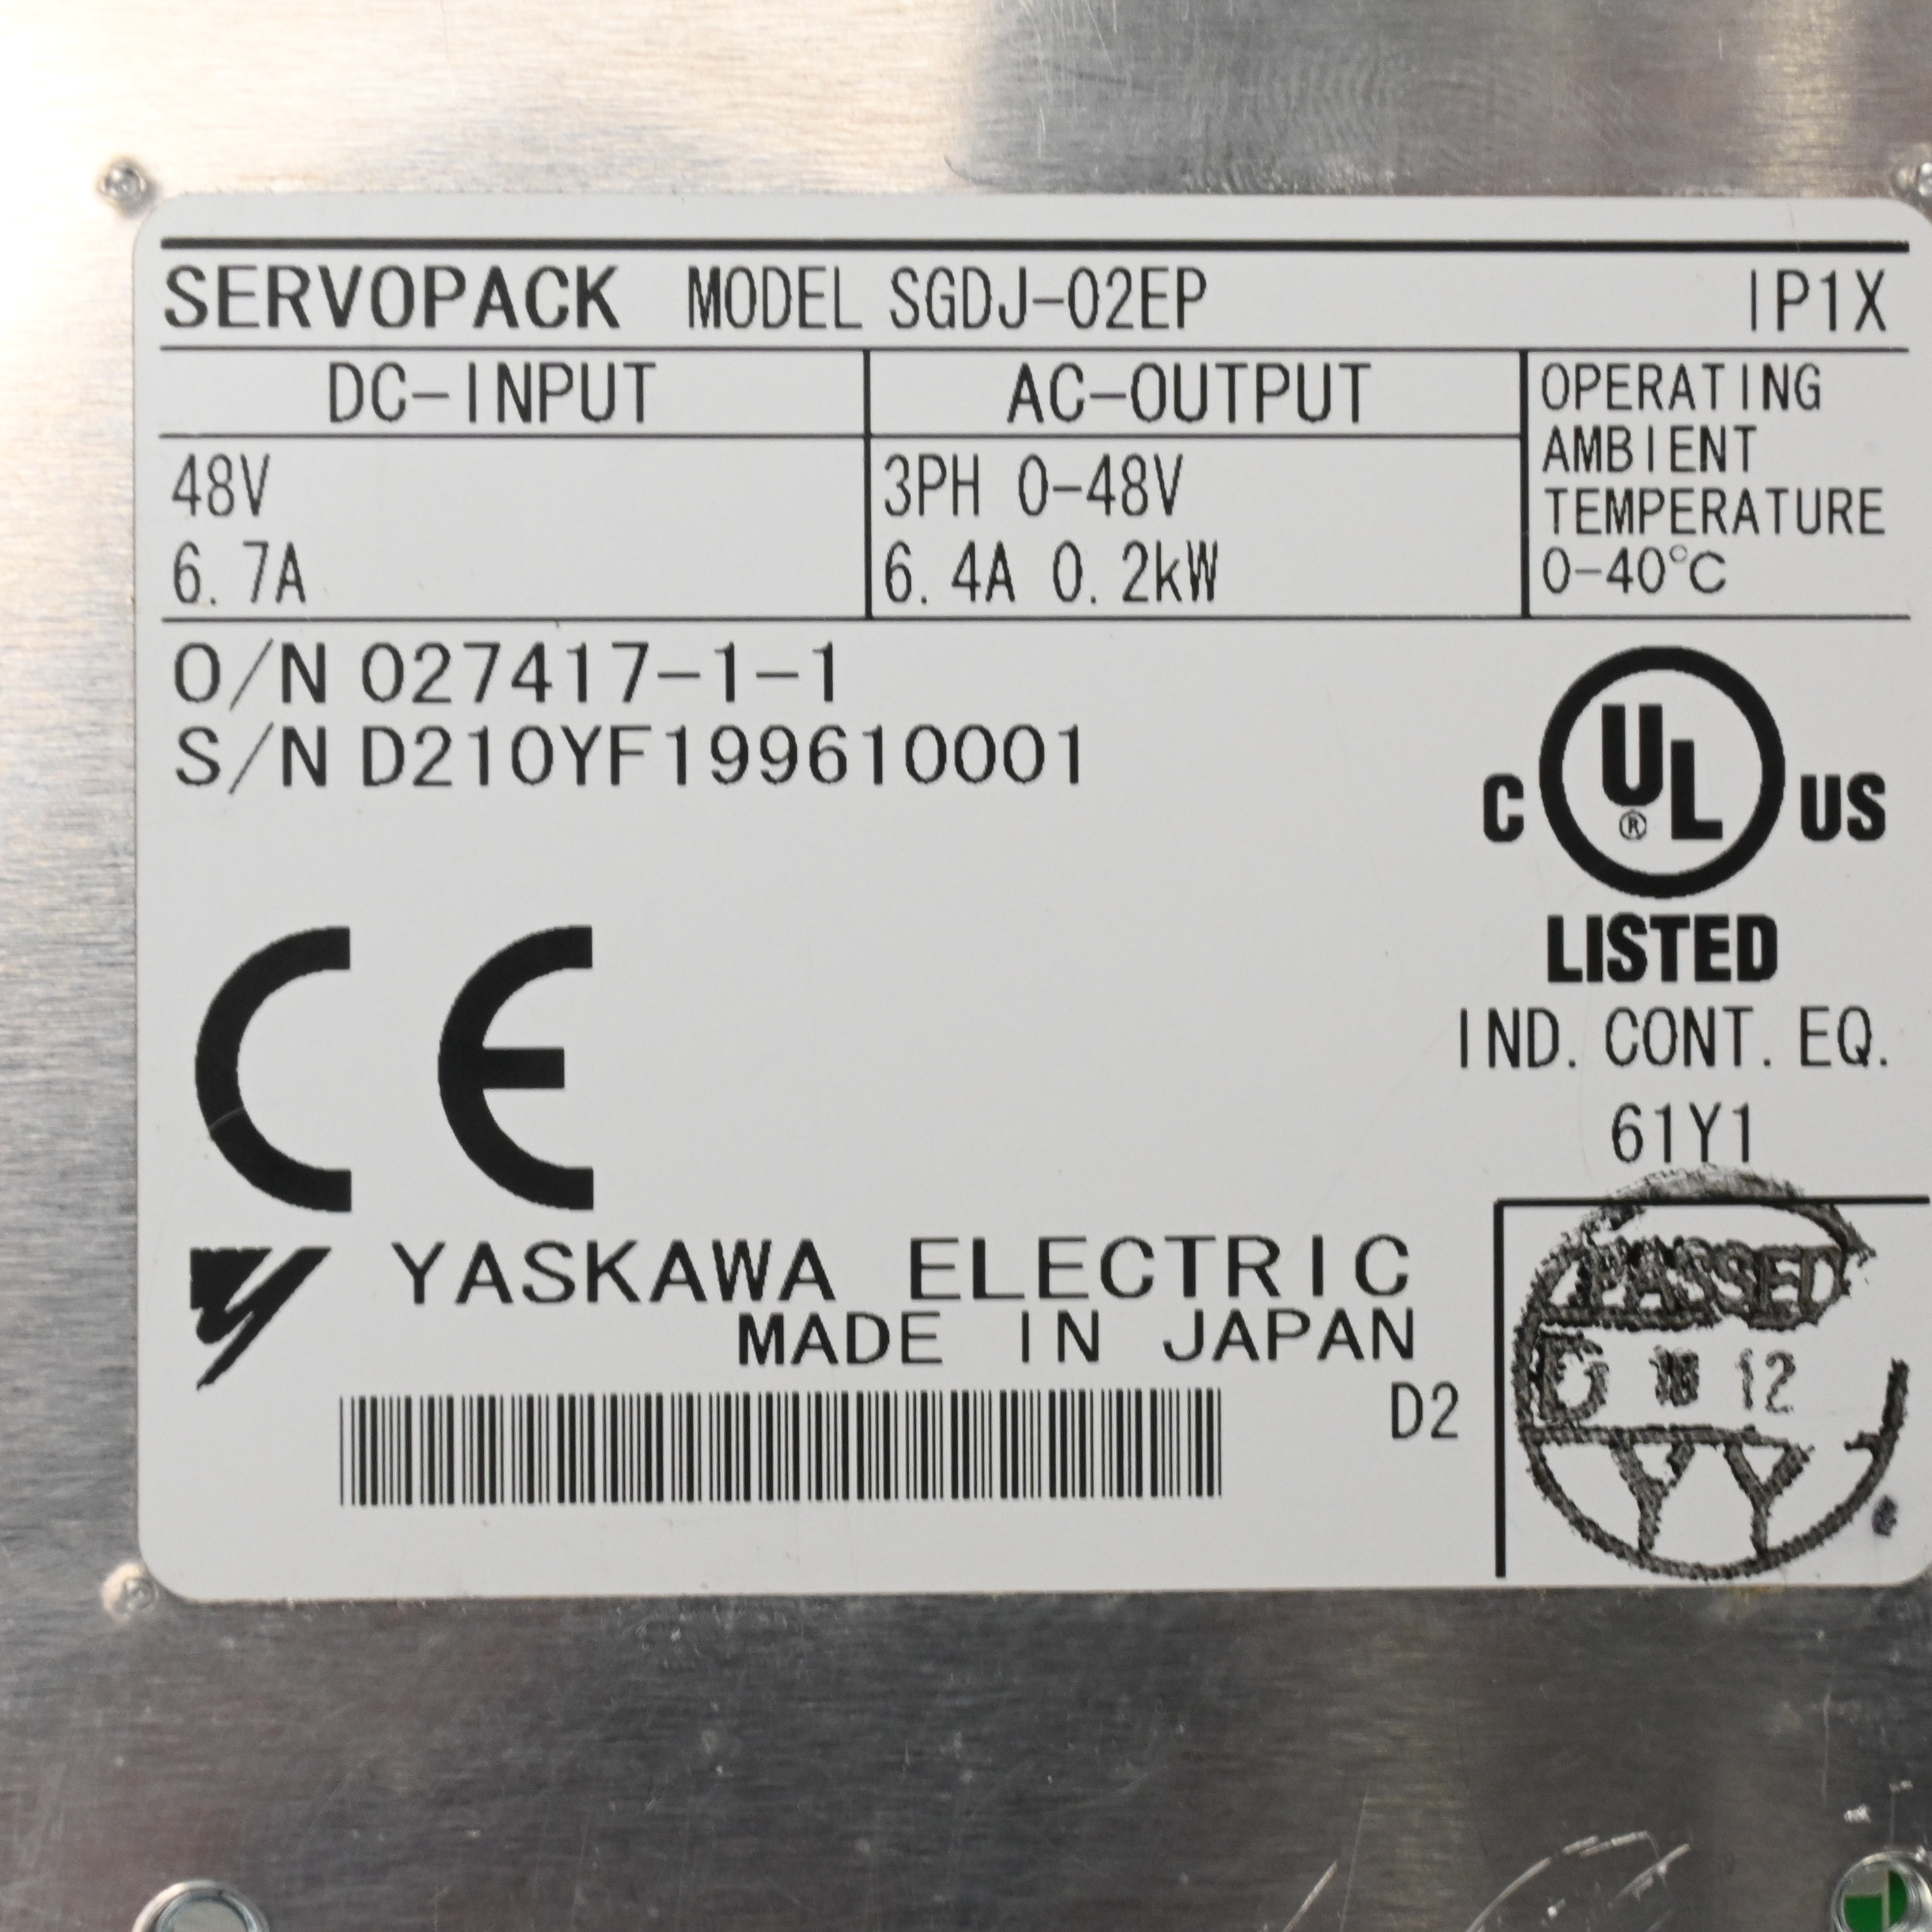 SERVOPACK MODEL SGDJ-02EP IP1X
DC-INPUT
48V
6.7A
AC-OUTPUT
3PH 0-48V
6.4A 0.2kW
OPERATING
AMBIENT
TEMPERATURE
0-40°C
O/N 027417-1-1
S/N D210YF199610001
C UL® US
LISTED
IND. CONT. EQ.
61Y1
CE
YASKAWA ELECTRIC
MADE IN JAPAN
D2
PASSED
12
YY